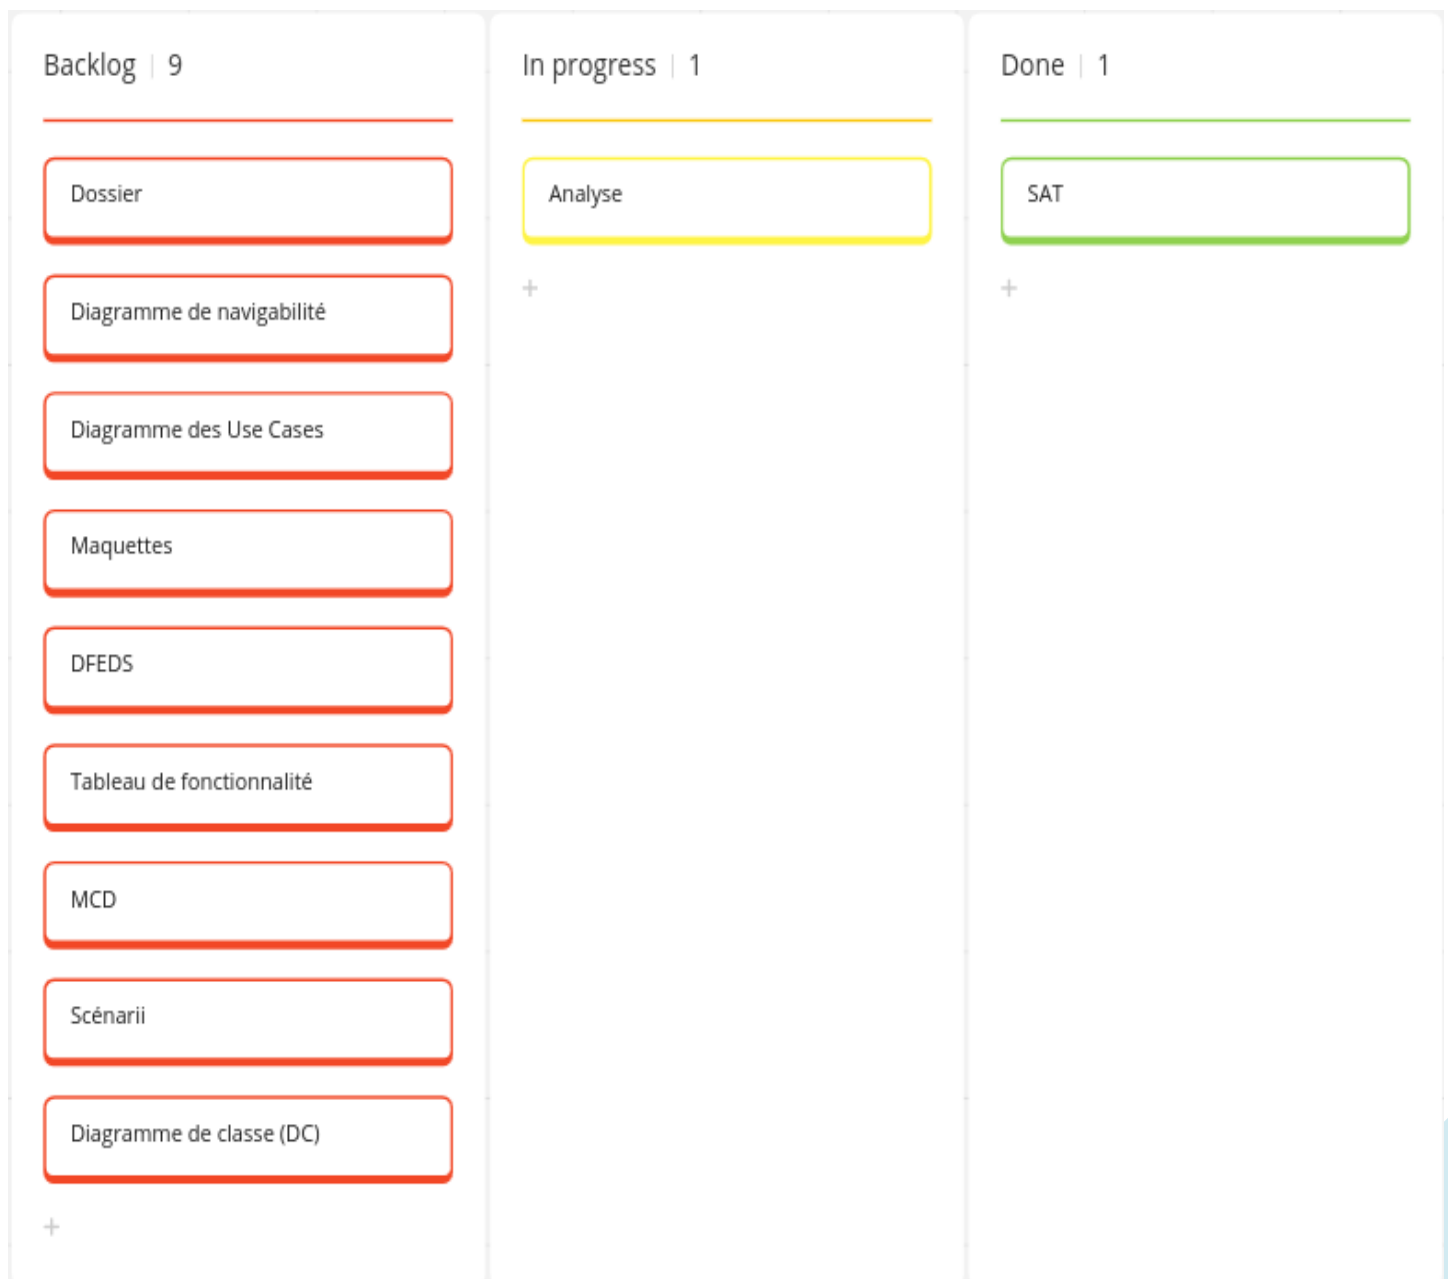 Backlog | 9
Dossier
Diagramme de navigabilité
Diagramme des Use Cases
Maquettes
DFEDS
Tableau de fonctionnalité
MCD
Scénarii
Diagramme de classe (DC)
+
In progress | 1
Analyse
+
Done | 1
SAT
+